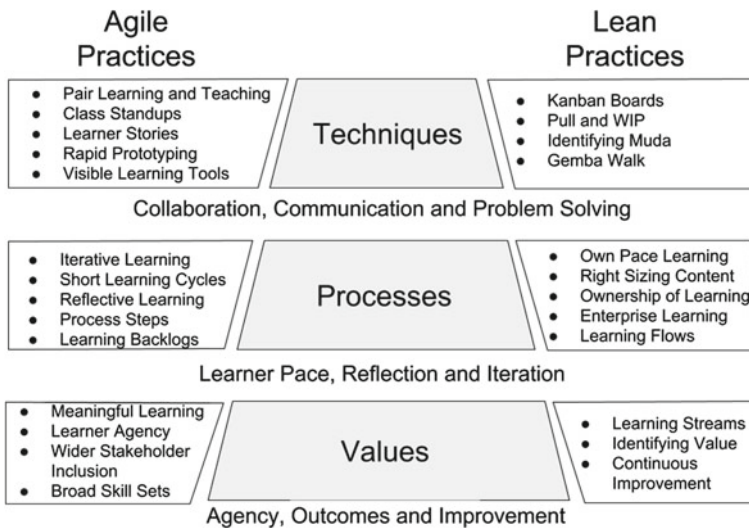 Agile
Practices
Lean
Practices
● Pair Learning and Teaching
● Class Standups
● Learner Stories
● Rapid Prototyping
● Visible Learning Tools
Techniques
● Kanban Boards
● Pull and WIP
● Identifying Muda
● Gemba Walk
Collaboration, Communication and Problem Solving
● Iterative Learning
● Short Learning Cycles
● Reflective Learning
● Process Steps
● Learning Backlogs
Processes
● Own Pace Learning
● Right Sizing Content
● Ownership of Learning
● Enterprise Learning
● Learning Flows
Learner Pace, Reflection and Iteration
● Meaningful Learning
● Learner Agency
● Wider Stakeholder
Inclusion
● Broad Skill Sets
Values
● Learning Streams
● Identifying Value
● Continuous
Improvement
Agency, Outcomes and Improvement